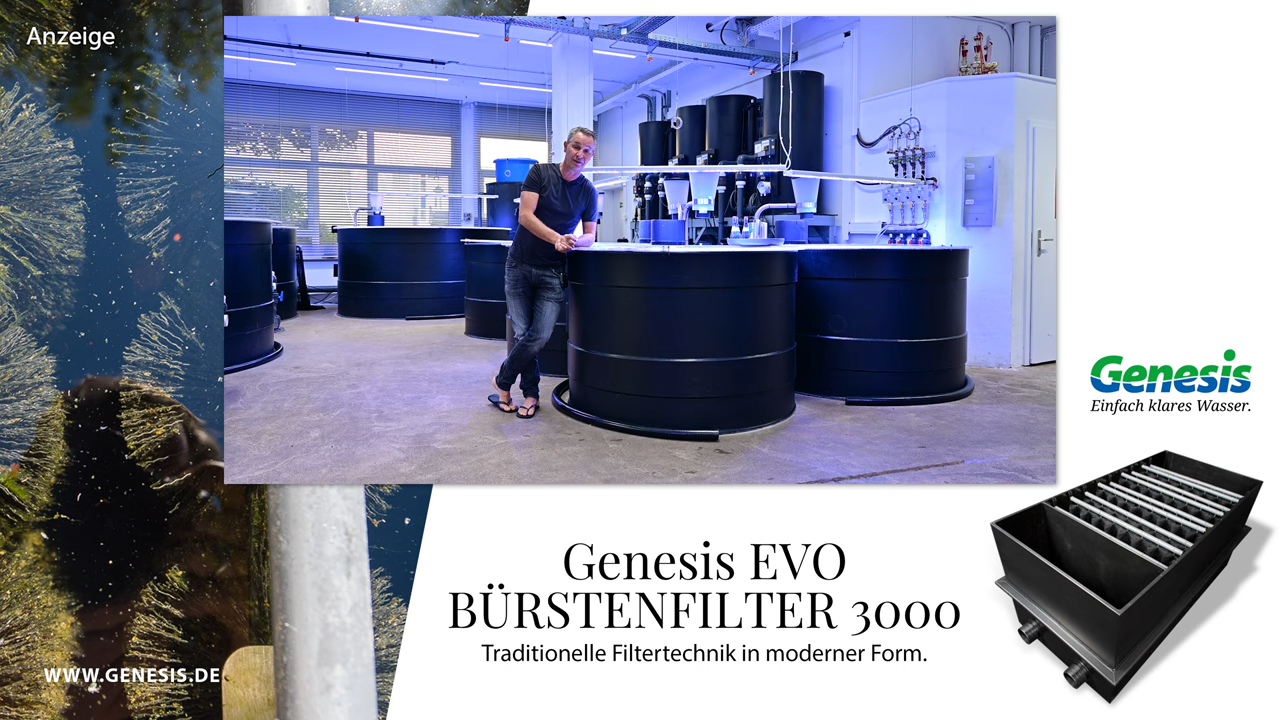 Anzeige
Genesis
Einfach klares Wasser.
Genesis EVO
BÜRSTENFILTER 3000
Traditionelle Filtertechnik in moderner Form.
WWW.GENESIS.DE